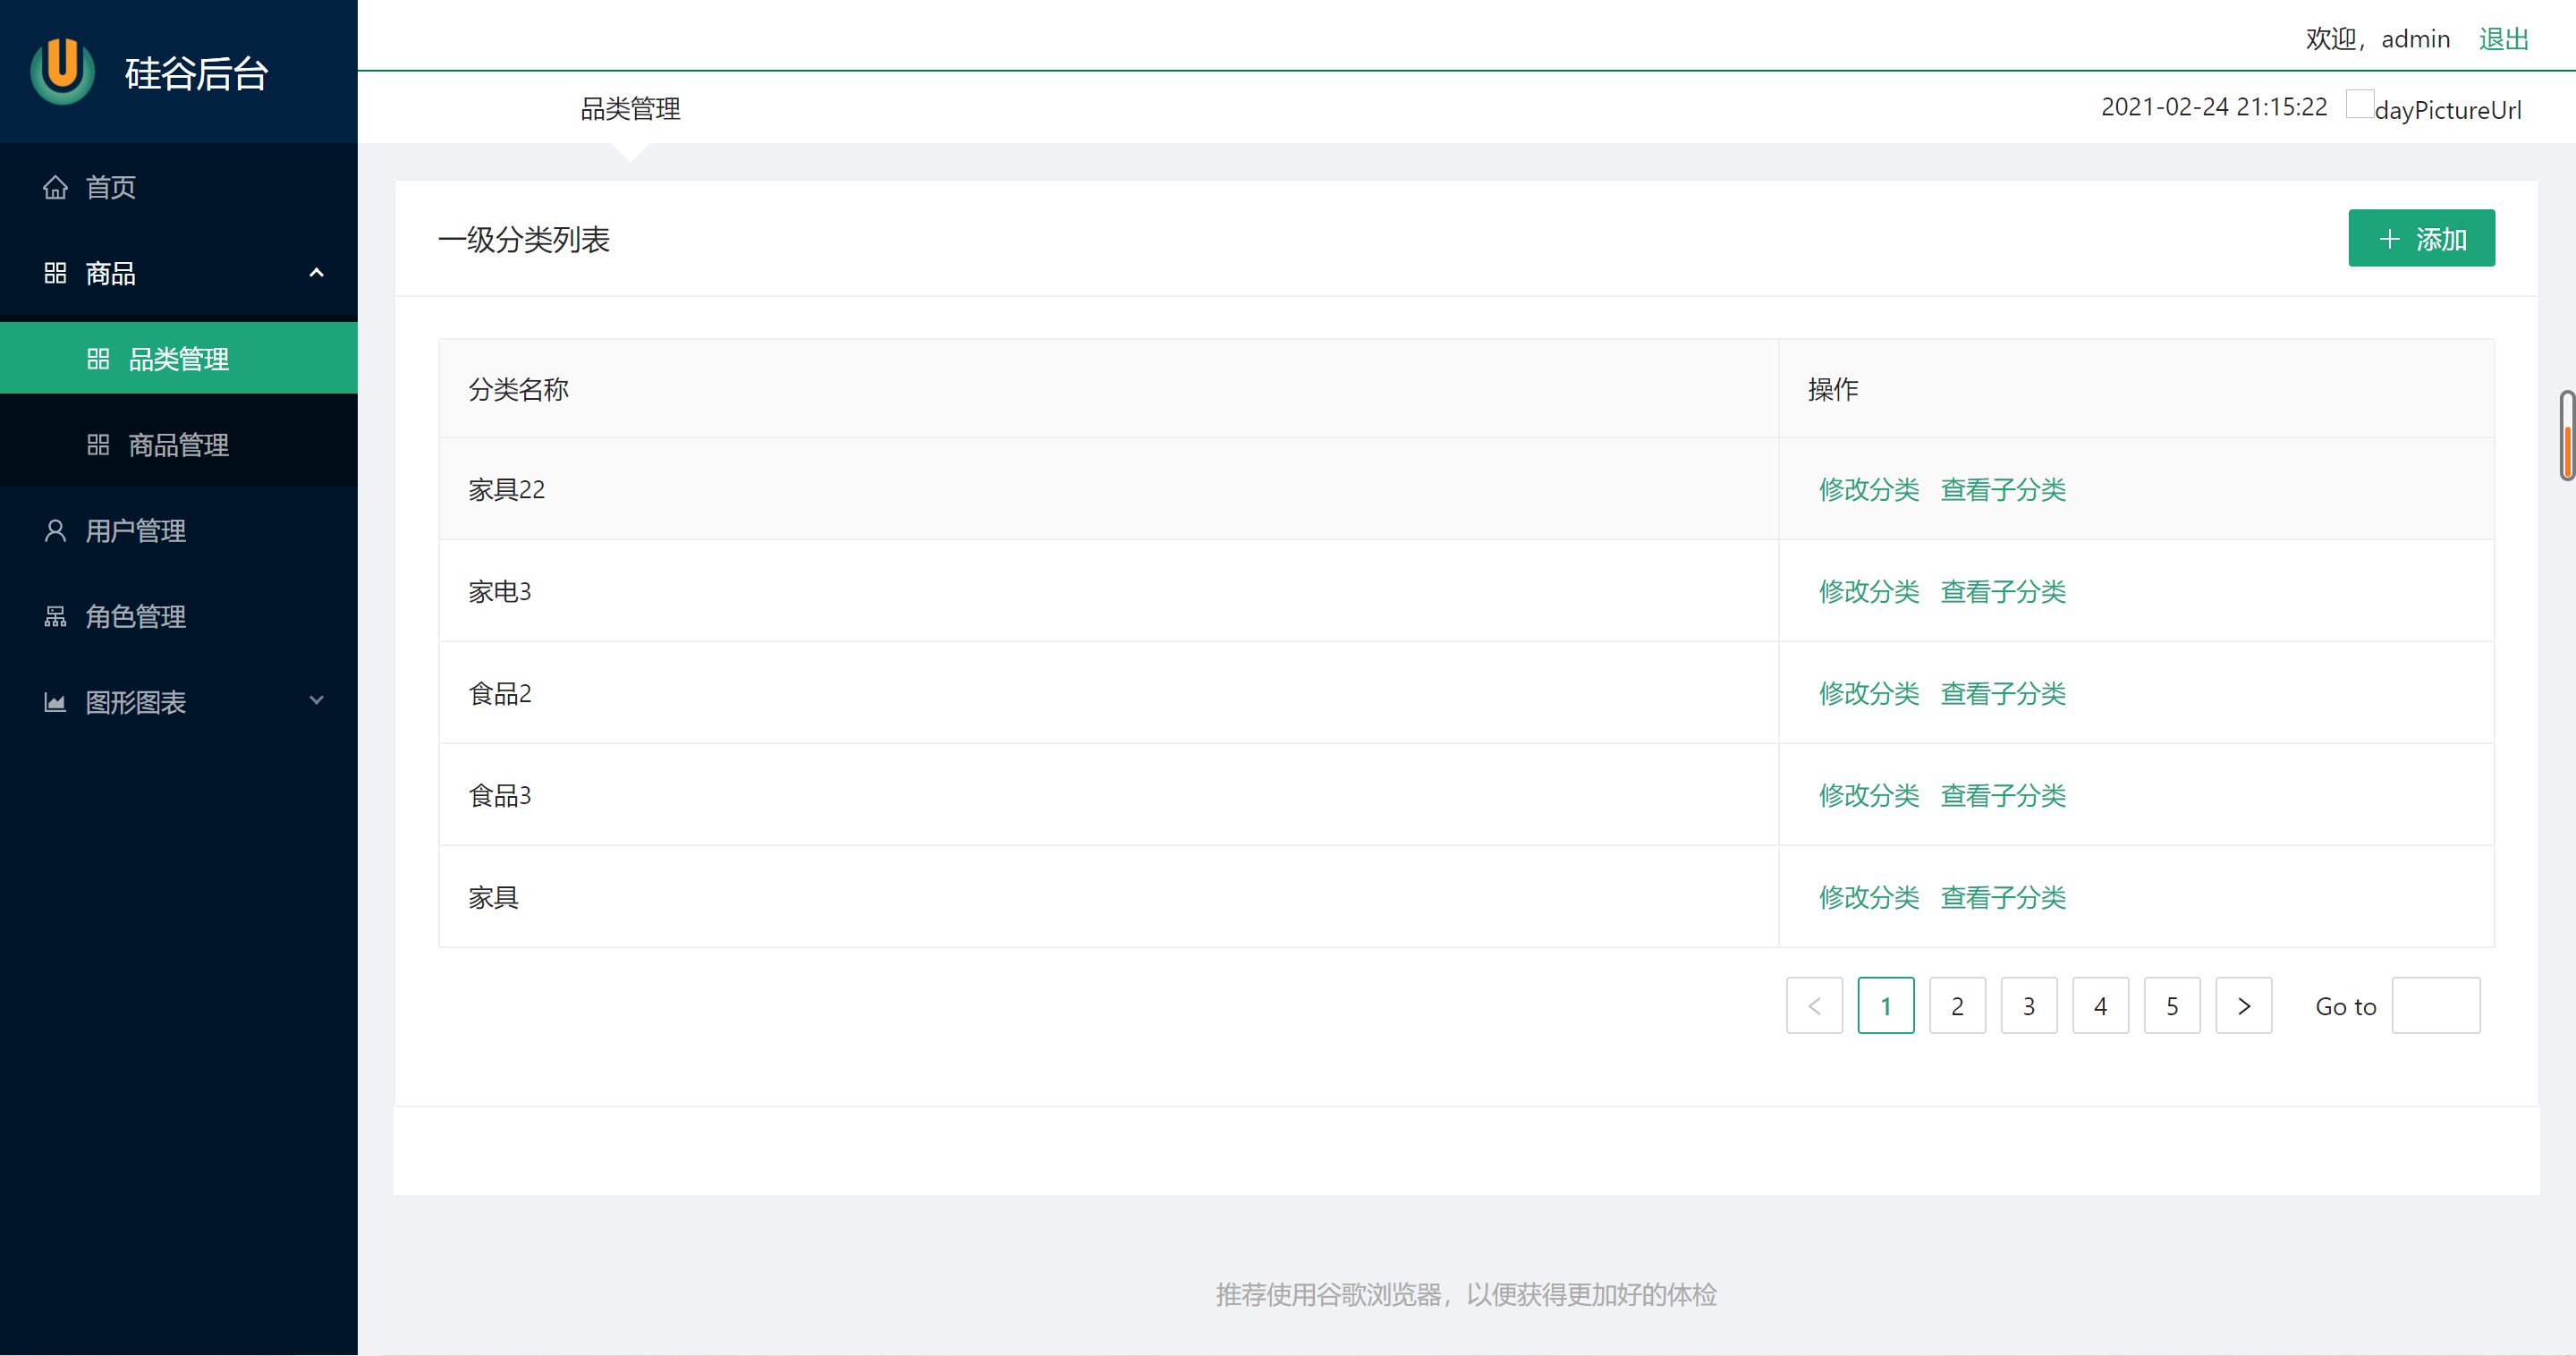 硅谷后台
欢迎，admin 退出
品类管理
2021-02-24 21:15:22 dayPictureUrl
首页
商品
品类管理
商品管理
用户管理
角色管理
图形图表
一级分类列表
添加
分类名称 操作
家具22 修改分类 查看子分类
家电3 修改分类 查看子分类
食品2 修改分类 查看子分类
食品3 修改分类 查看子分类
家具 修改分类 查看子分类
1 2 3 4 5 Go to
推荐使用谷歌浏览器，以便获得更加好的体检